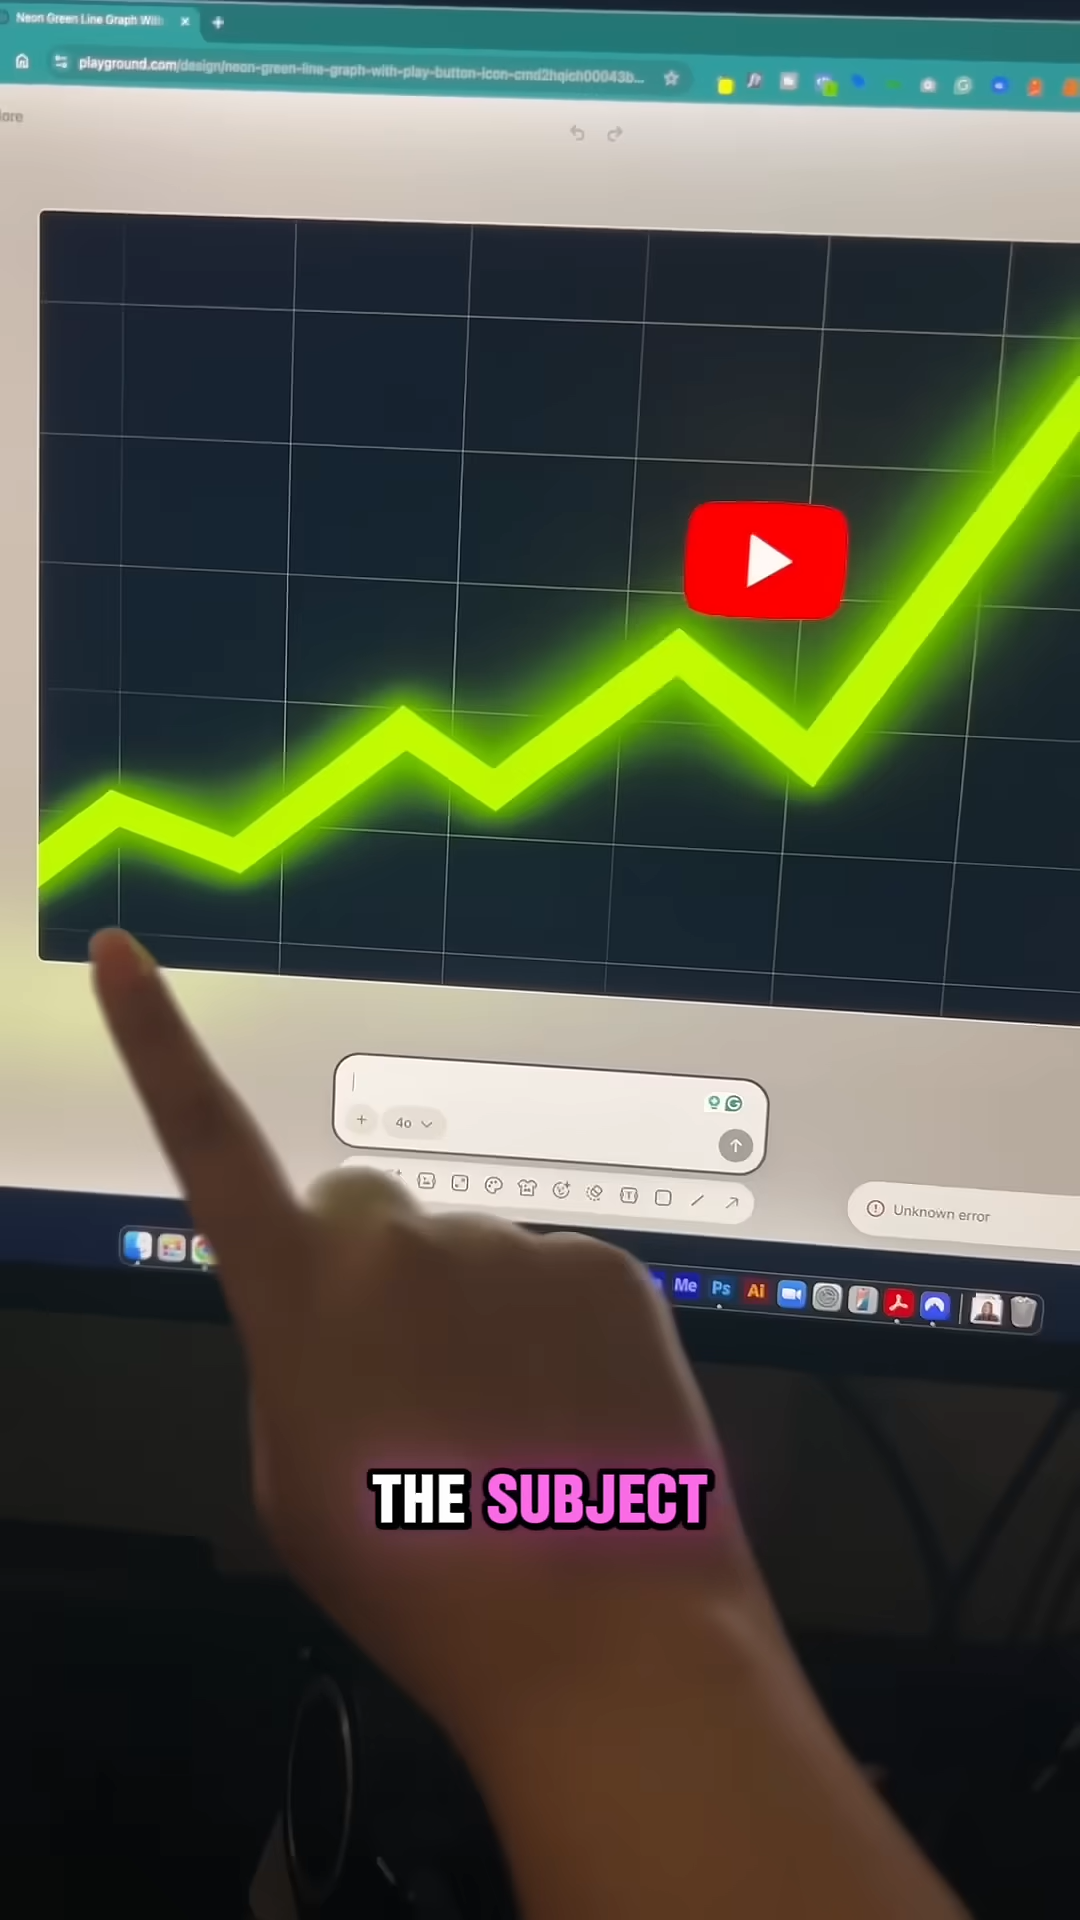 Neon Green Line Graph With
playground.com/design/neon-green-line-graph-with-play-button-icon-cmd2hqich00043b...
lore
4o
Unknown error
Me
Ps
Ai
THE SUBJECT